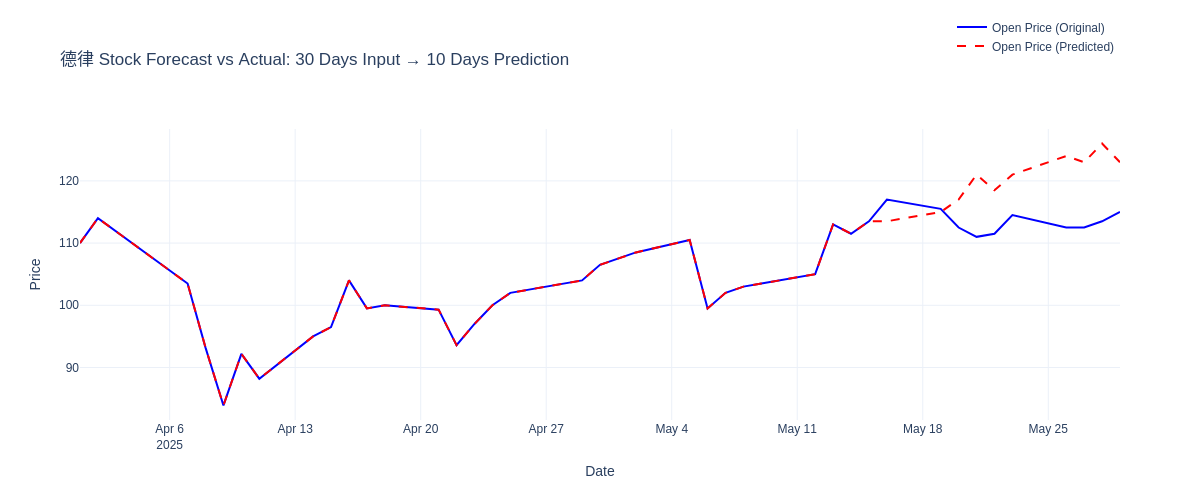 Open Price (Original)
Open Price (Predicted)
德律 Stock Forecast vs Actual: 30 Days Input → 10 Days Prediction
Price
120
110
100
90
Apr 6
2025
Apr 13
Apr 20
Apr 27
May 4
May 11
May 18
May 25
Date